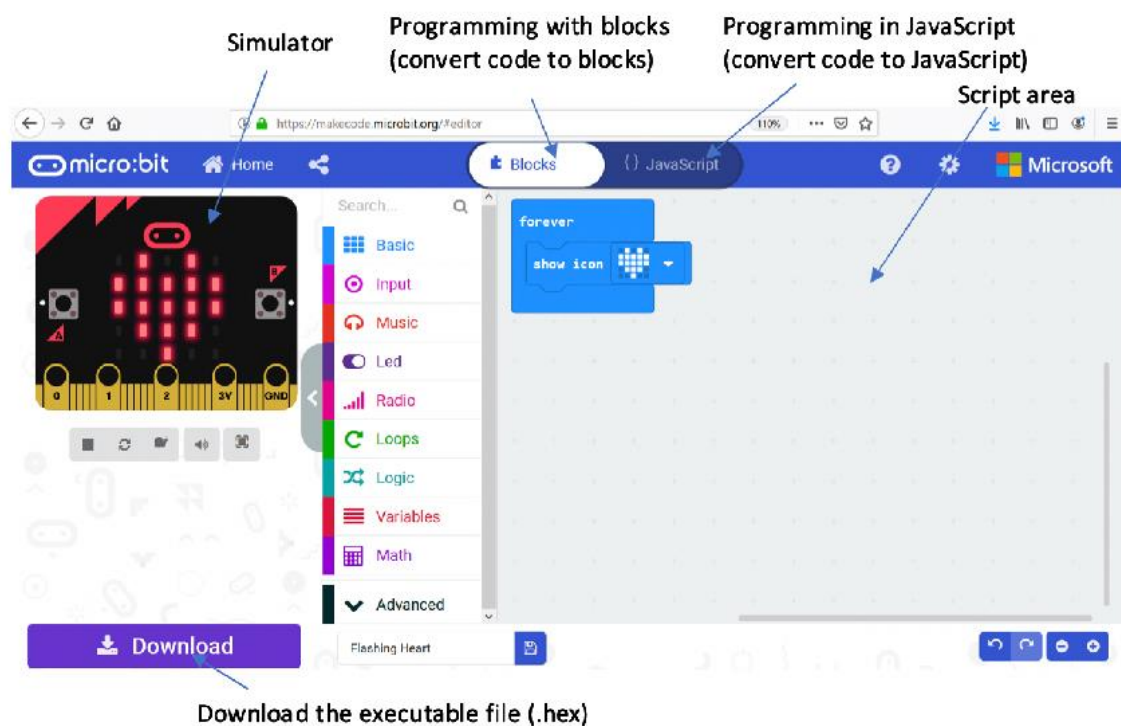 Simulator
Programming with blocks
(convert code to blocks)
Programming in JavaScript
(convert code to JavaScript)
Script area
https://makecode.microbit.org/#editor
110%
micro:bit
Home
Blocks
{} JavaScript
?
Microsoft
Search...
Basic
Input
Music
Led
Radio
Loops
Logic
Variables
Math
Advanced
forever
show icon
A
B
0 1 2 3V GND
Download
Flashing Heart
Download the executable file (.hex)